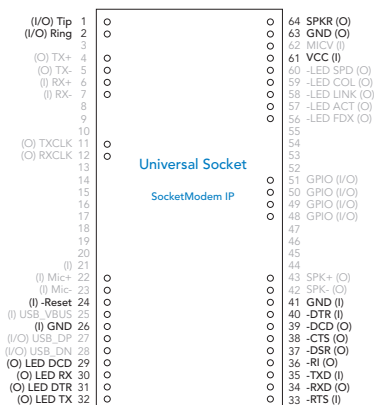 (I/O) Tip 1
(I/O) Ring 2
3
(O) TX+ 4
(O) TX- 5
(I) RX+ 6
(I) RX- 7
8
9
10
(O) TXCLK 11
(O) RXCLK 12
13
14
15
16
17
18
19
20
(I) 21
(I) Mic+ 22
(I) Mic- 23
(I) -Reset 24
(I) USB_VBUS 25
(I) GND 26
(I/O) USB_DP 27
(I/O) USB_DN 28
(O) LED DCD 29
(O) LED RX 30
(O) LED DTR 31
(O) LED TX 32
Universal Socket
SocketModem IP
64 SPKR (O)
63 GND (O)
62 MICV (I)
61 VCC (I)
60 -LED SPD (O)
59 -LED COL (O)
58 -LED LINK (O)
57 -LED ACT (O)
56 -LED FDX (O)
55
54
53
52
51 GPIO (I/O)
50 GPIO (I/O)
49 GPIO (I/O)
48 GPIO (I/O)
47
46
45
44
43 SPK+ (O)
42 SPK- (O)
41 GND (I)
40 -DTR (I)
39 -DCD (O)
38 -CTS (O)
37 -DSR (O)
36 -RI (O)
35 -TXD (I)
34 -RXD (O)
33 -RTS (I)